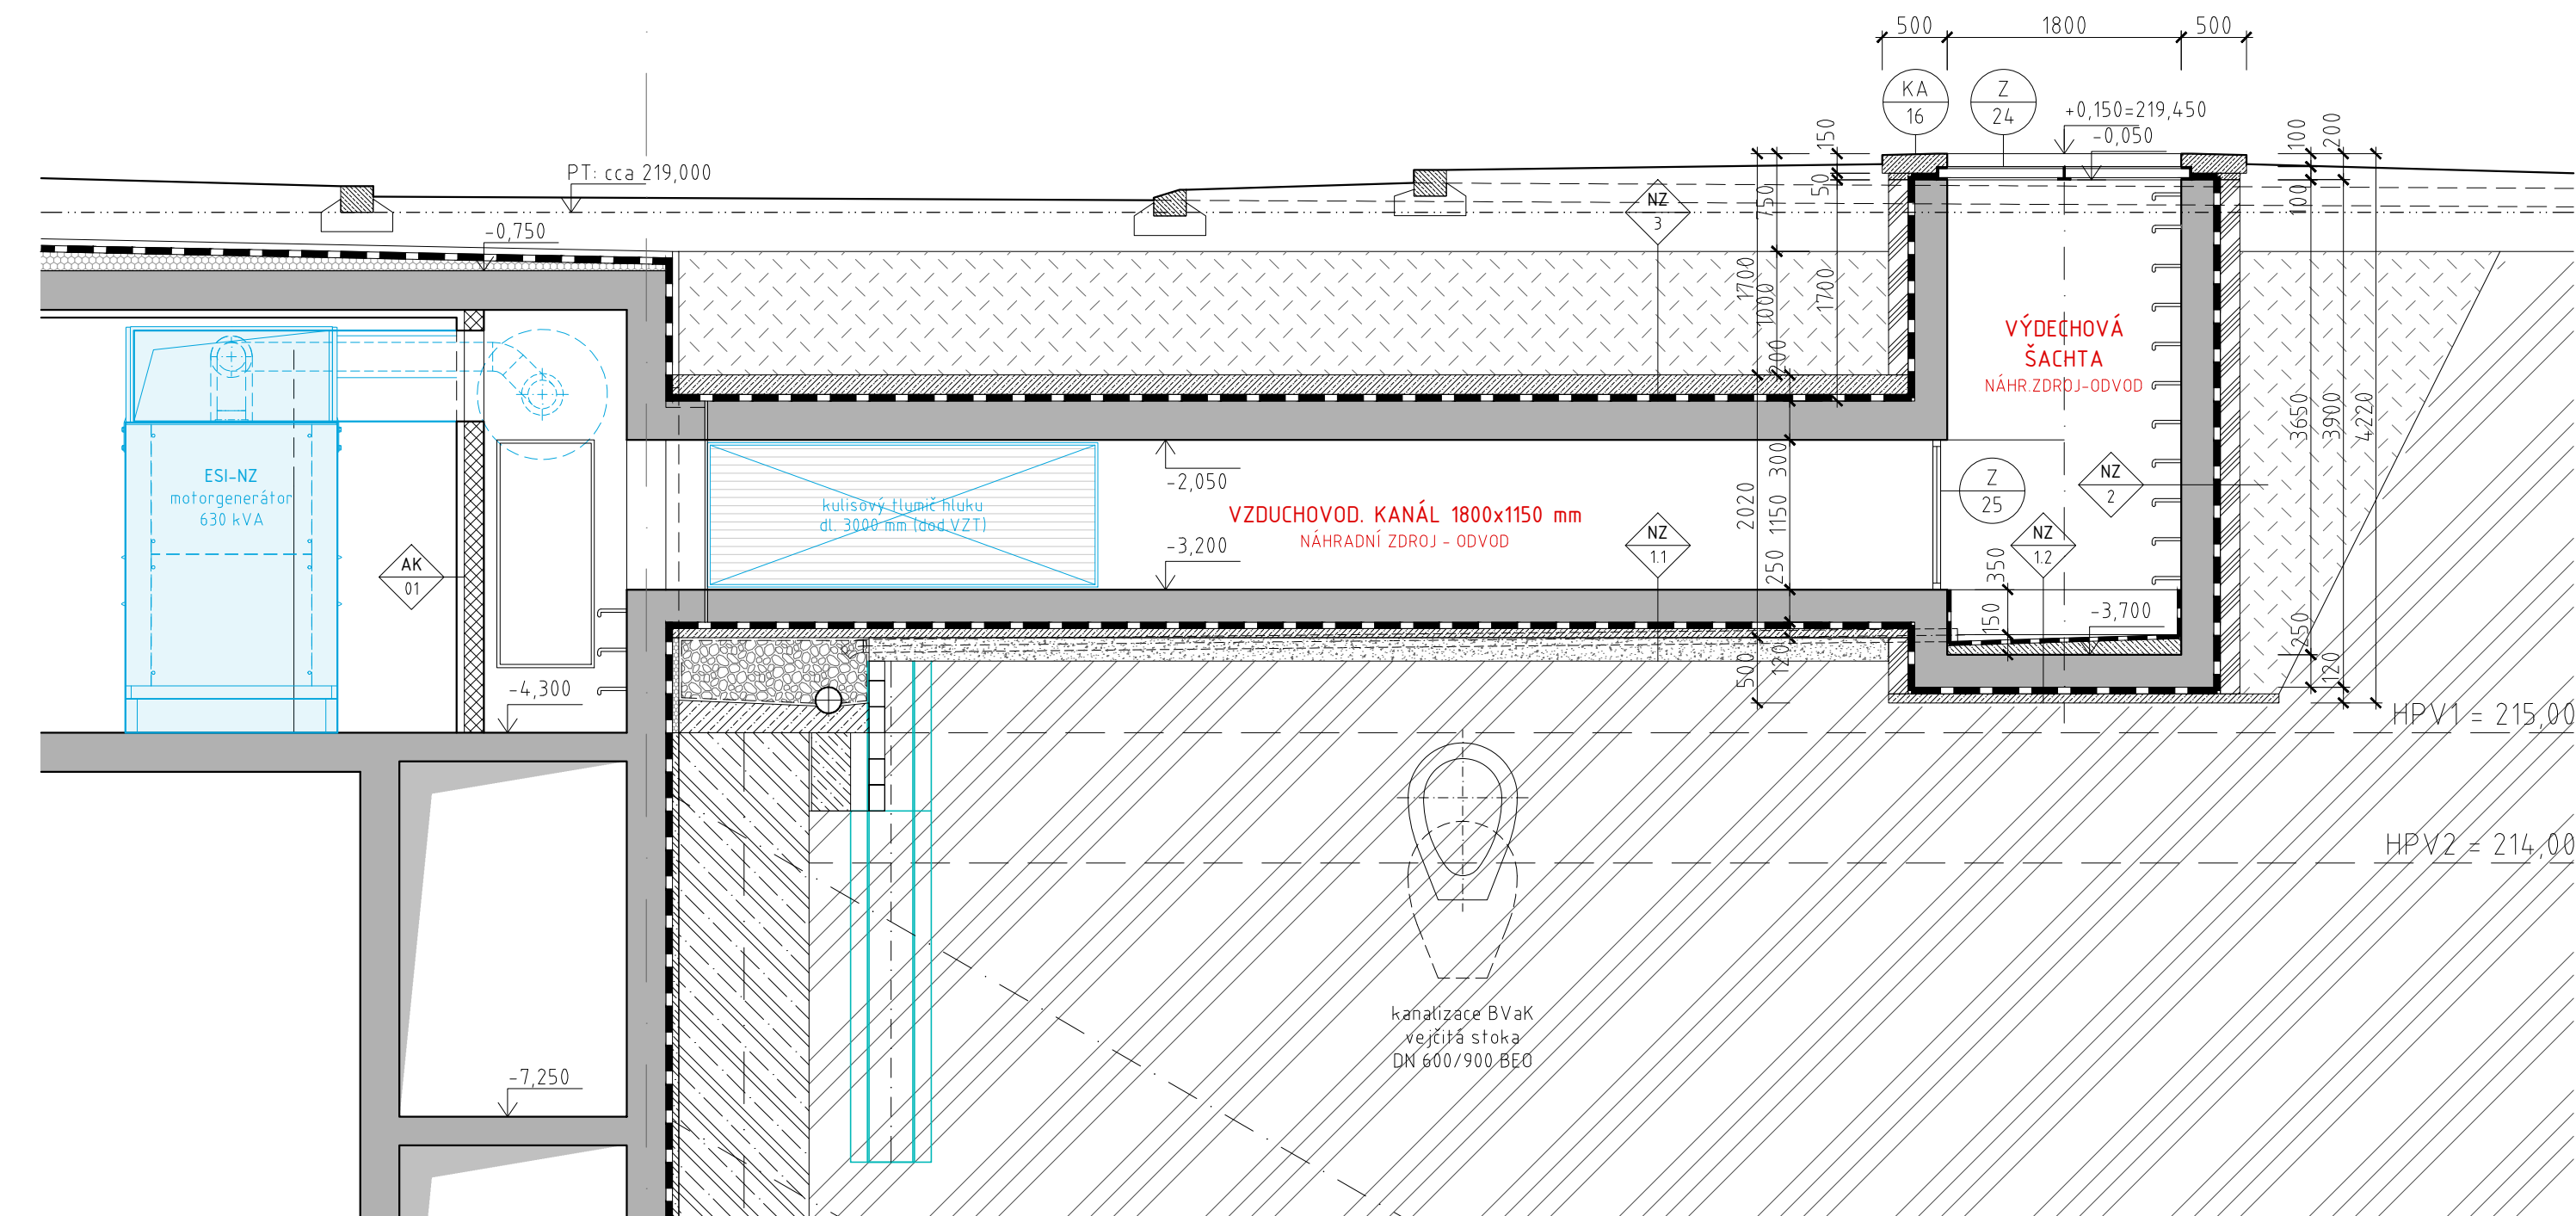 500
1800
500
KA
16
Z
24
+0,150=219,450
-0,050
150
100
200
PT: cca 219,000
50
750
100
NZ
3
-0,750
1700
1000
1700
200
VÝDECHOVÁ
ŠACHTA
NÁHR.ZDROJ-ODVOD
3650
3900
4220
ESI-NZ
motorgenerátor
630 kVA
kulisový tlumič hluku
dl. 3000 mm (dod.VZT)
-2,050
VZDUCHOVOD. KANÁL 1800x1150 mm
NÁHRADNÍ ZDROJ - ODVOD
-3,200
2020
300
1150
250
Z
25
NZ
2
NZ
1.1
NZ
1.2
350
150
-3,700
AK
01
250
120
500
120
-4,300
HPV1 = 215,00
HPV2 = 214,00
kanalizace BVaK
vejčitá stoka
DN 600/900 BEO
-7,250